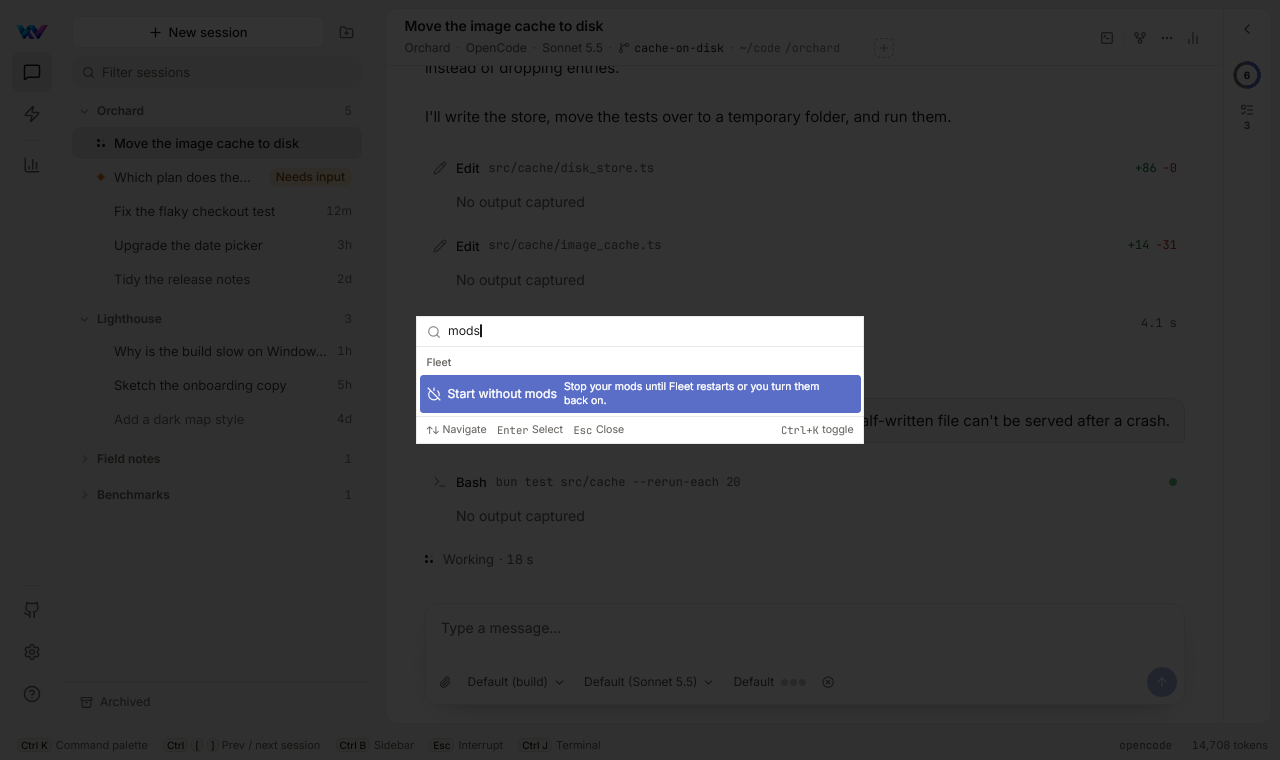 New session
Filter sessions
Orchard 5
Move the image cache to disk
Which plan does the... Needs input
Fix the flaky checkout test 12m
Upgrade the date picker 3h
Tidy the release notes 2d
Lighthouse 3
Why is the build slow on Window... 1h
Sketch the onboarding copy 5h
Add a dark map style 4d
Field notes 1
Benchmarks 1
Archived
Move the image cache to disk
Orchard · OpenCode · Sonnet 5.5 · cache-on-disk · ~/code/orchard
instead of dropping entries.
I'll write the store, move the tests over to a temporary folder, and run them.
Edit src/cache/disk_store.ts +86 -0
No output captured
Edit src/cache/image_cache.ts +14 -31
No output captured
4.1 s
mods
Fleet
Start without mods Stop your mods until Fleet restarts or you turn them
back on.
Navigate Enter Select Esc Close Ctrl+K toggle
alf-written file can't be served after a crash.
Bash bun test src/cache --rerun-each 20
No output captured
Working · 18 s
Type a message...
Default (build) Default (Sonnet 5.5) Default
6
3
Ctrl K Command palette Ctrl [ ] Prev / next session Ctrl B Sidebar Esc Interrupt Ctrl J Terminal
opencode 14,708 tokens